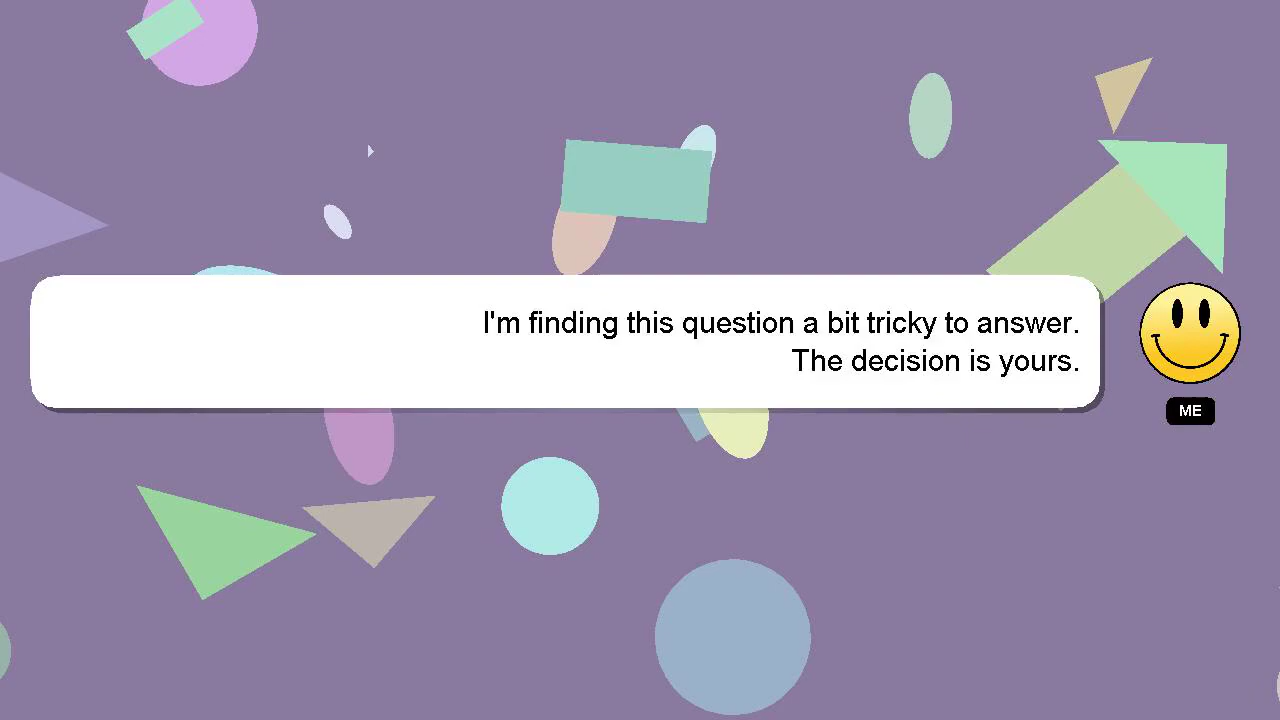 I'm finding this question a bit tricky to answer.
The decision is yours.
ME